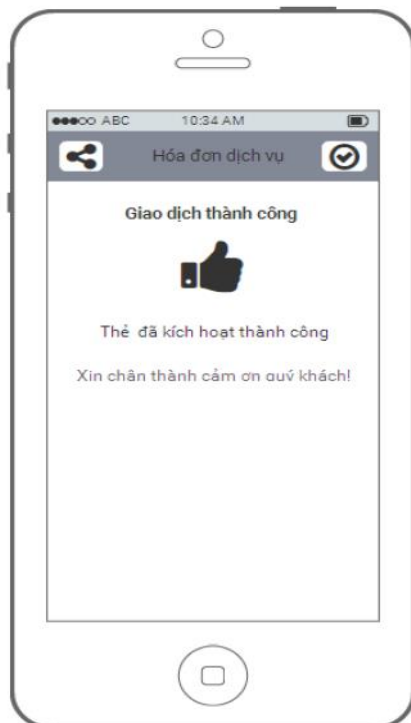 ABC 10:34 AM
Hóa đơn dịch vụ
Giao dịch thành công
Thẻ đã kích hoạt thành công
Xin chân thành cảm ơn quý khách!